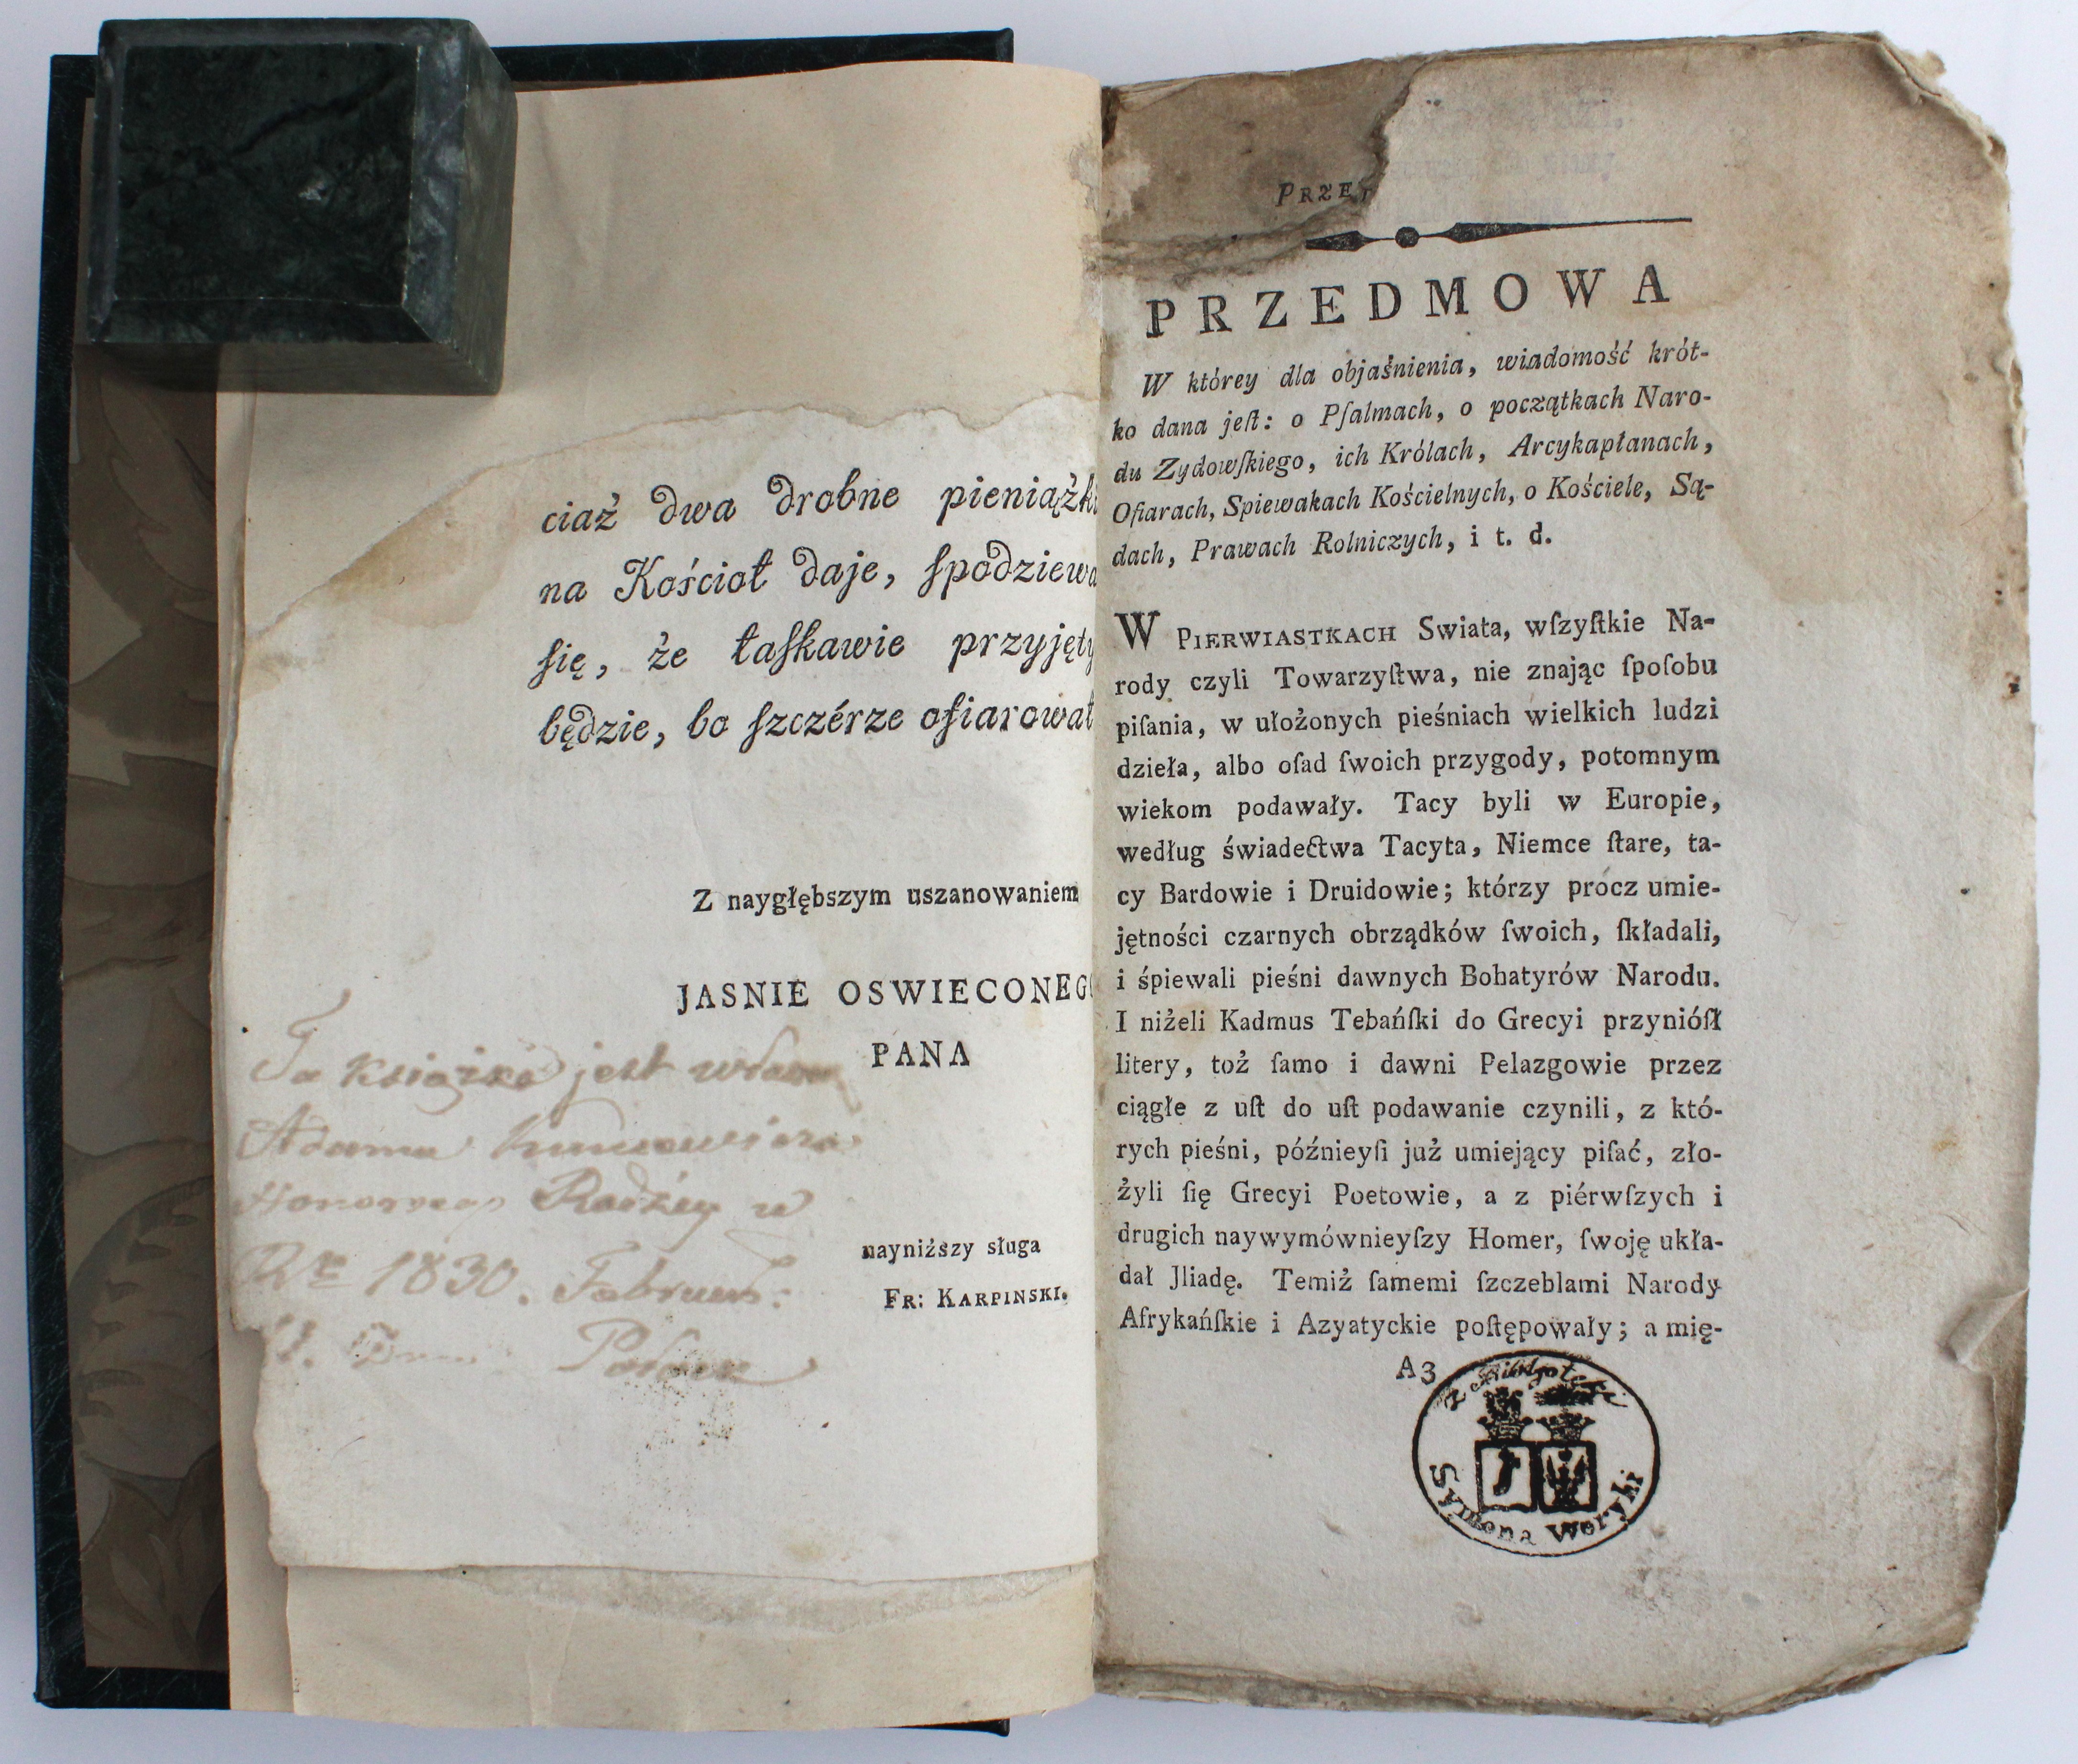 ciaż dwa drobne pieniążki
na Kościoł daje, ſpodziewa
ſię, że łaſkawie przyjęty
będzie, bo ſzczérze ofiarował
Z naygłębszym uszanowaniem
JASNIE OSWIECONEGO
PANA
nayniższy sługa
FR: KARPINSKI.
Ta książka jest
Adama
w
1830.
PRZE
PRZEDMOWA
W którey dla objaśnienia, wiadomość krót-
ko dana jeſt: o Pſalmach, o początkach Naro-
du Zydowſkiego, ich Królach, Arcykapłanach,
Ofiarach, Spiewakach Kościelnych, o Kościele, Są-
dach, Prawach Rolniczych, i t. d.
W PIERWIASTKACH Swiata, wſzyſtkie Na-
rody czyli Towarzyſtwa, nie znając ſpoſobu
piſania, w ułożonych pieśniach wielkich ludzi
dzieła, albo oſad ſwoich przygody, potomnym
wiekom podawały. Tacy byli w Europie,
według świadectwa Tacyta, Niemce ſtare, ta-
cy Bardowie i Druidowie; którzy procz umie-
jętności czarnych obrządków ſwoich, ſkładali,
i śpiewali pieśni dawnych Bohatyrów Narodu.
I niżeli Kadmus Tebańſki do Grecyi przyniósł
litery, toż ſamo i dawni Pelazgowie przez
ciągłe z uſt do uſt podawanie czynili, z któ-
rych pieśni, późnieyſi już umiejący piſać, zło-
żyli ſię Grecyi Poetowie, a z piérwſzych i
drugich naywymównieyſzy Homer, ſwoję ukła-
dał Jliadę. Temiż ſamemi ſzczeblami Narody
Afrykańſkie i Azyatyckie poſtępowały; a mię-
A3
z Biblioteki
Symona Weryhi